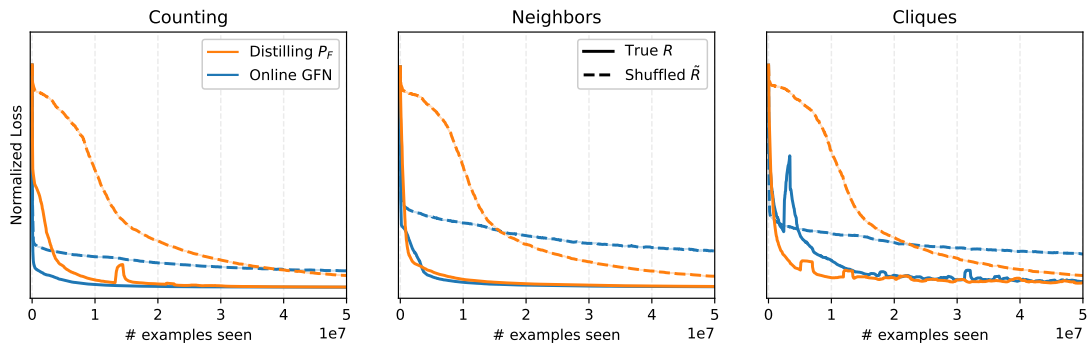 Counting
Neighbors
Cliques
Normalized Loss
Distilling P_F
Online GFN
True R
Shuffled R̃
0 1 2 3 4 5
0 1 2 3 4 5
0 1 2 3 4 5
1e7
1e7
1e7
# examples seen
# examples seen
# examples seen